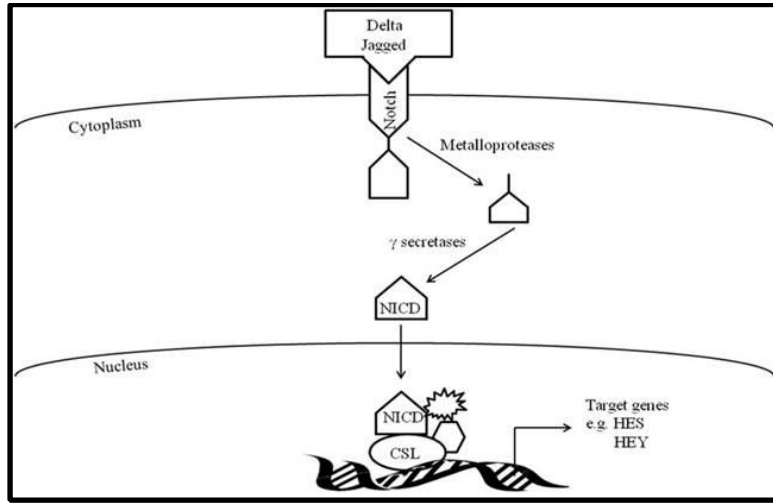 Delta
Jagged
Notch
Cytoplasm
Metalloproteases
γ secretases
NICD
Nucleus
NICD
CSL
Target genes
e.g. HES
HEY